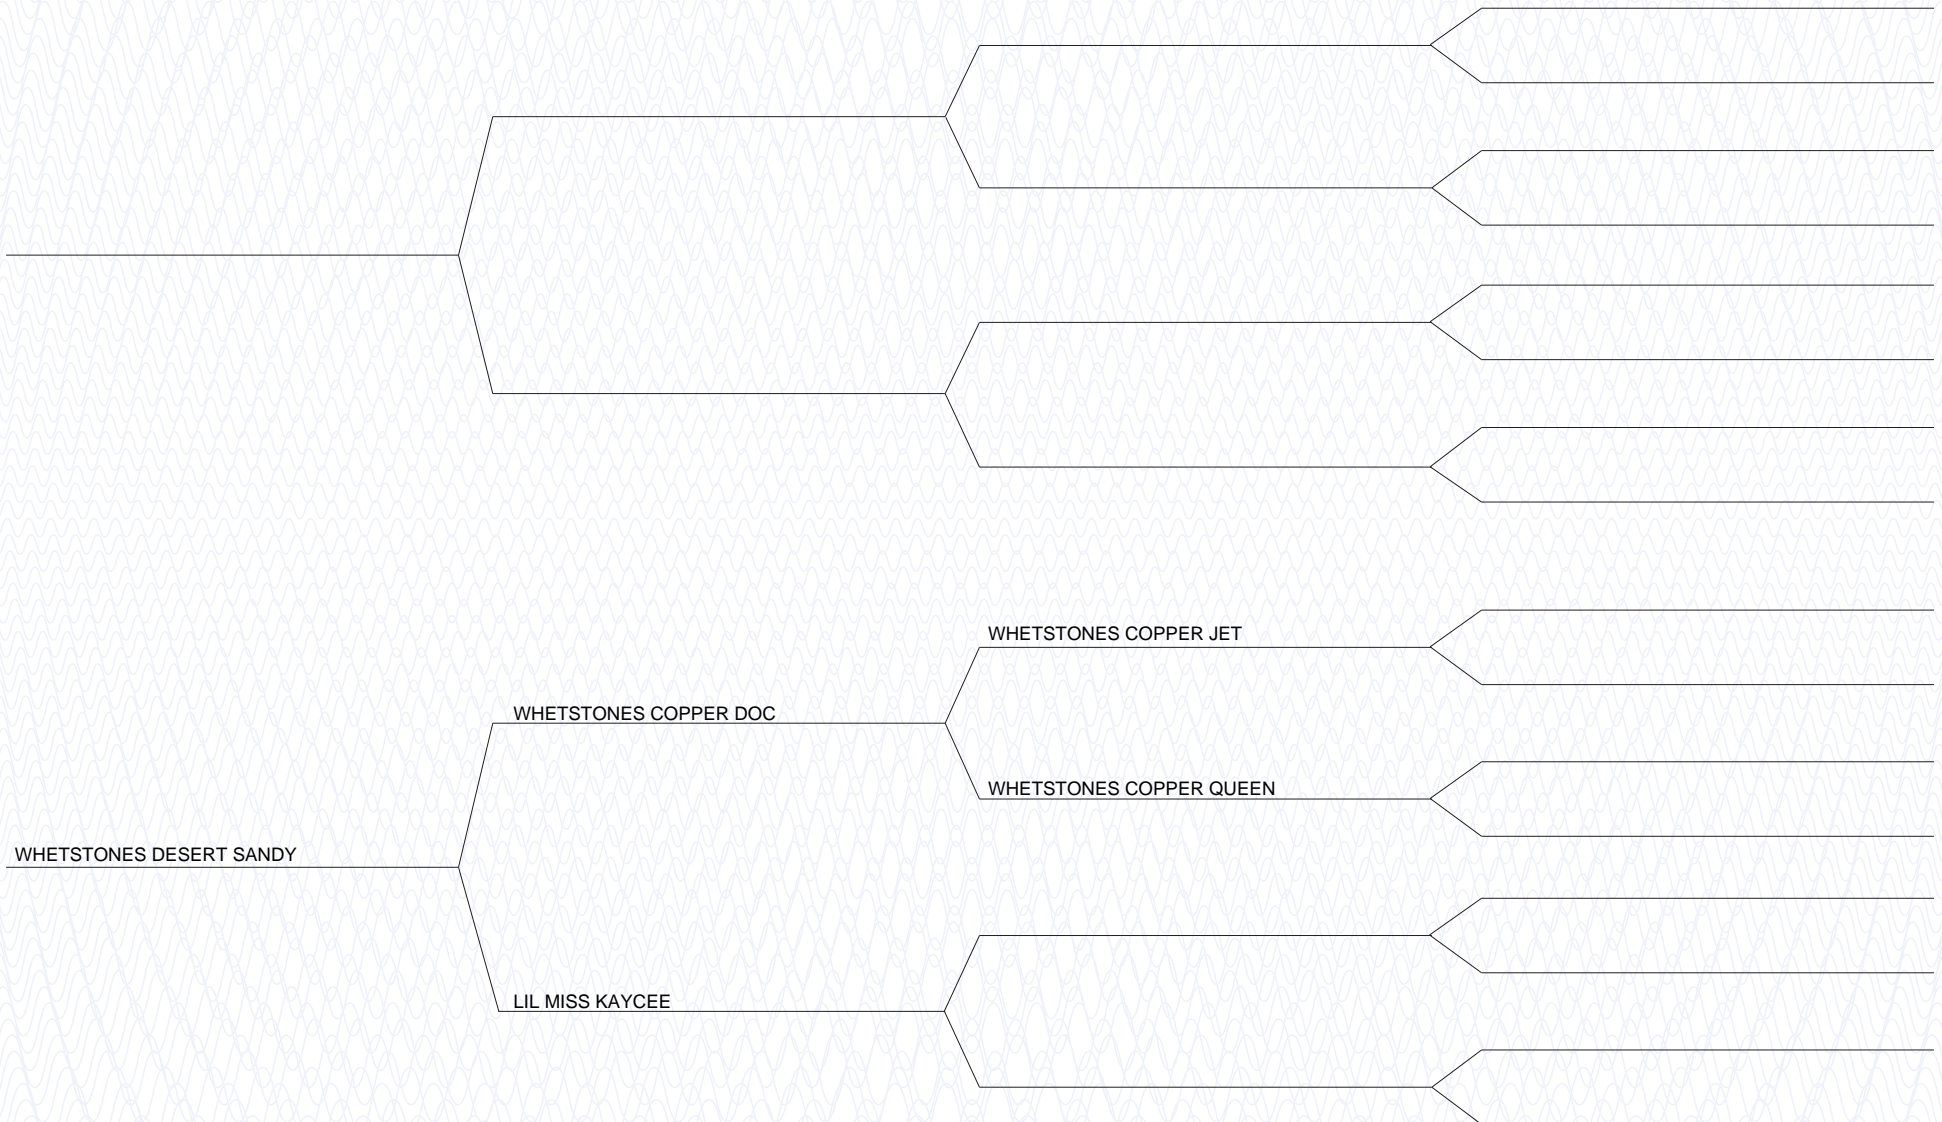 WHETSTONES COPPER JET
WHETSTONES COPPER DOC
WHETSTONES COPPER QUEEN
WHETSTONES DESERT SANDY
LIL MISS KAYCEE